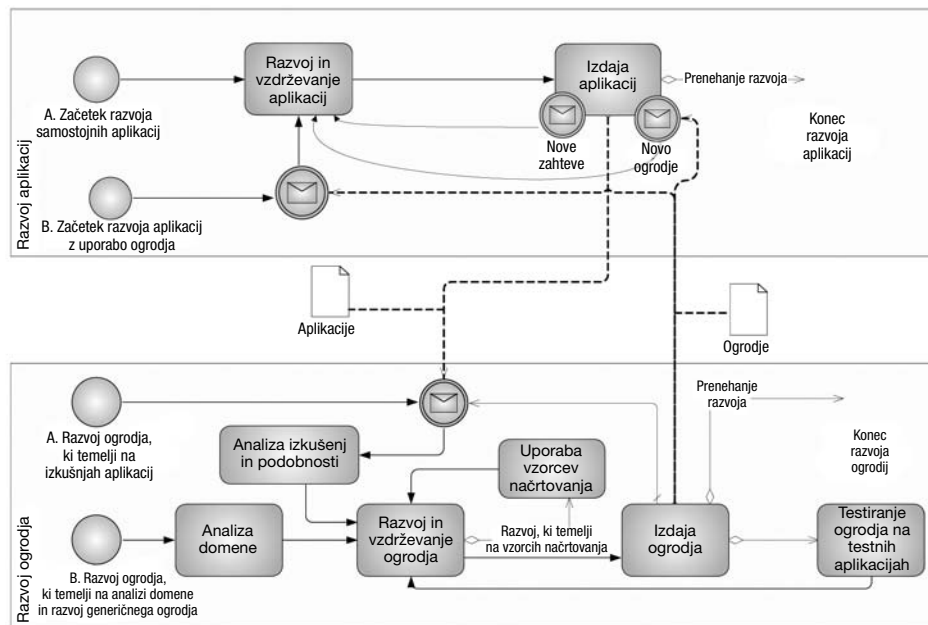 Razvoj aplikacij
A. Začetek razvoja
samostojnih aplikacij
B. Začetek razvoja aplikacij
z uporabo ogrodja
Razvoj in
vzdrževanje
aplikacij
Izdaja
aplikacij
Nove
zahteve
Novo
ogrodje
Prenehanje razvoja
Konec
razvoja
aplikacij
Aplikacije
Ogrodje
Razvoj ogrodja
A. Razvoj ogrodja,
ki temelji na
izkušnjah aplikacij
B. Razvoj ogrodja,
ki temelji na analizi domene
in razvoj generičnega ogrodja
Analiza izkušenj
in podobnosti
Analiza
domene
Razvoj in
vzdrževanje
ogrodja
Uporaba
vzorcev
načrtovanja
Razvoj, ki temelji
na vzorcih načrtovanja
Izdaja
ogrodja
Prenehanje
razvoja
Konec
razvoja
ogrodij
Testiranje
ogrodja na
testnih
aplikacijah